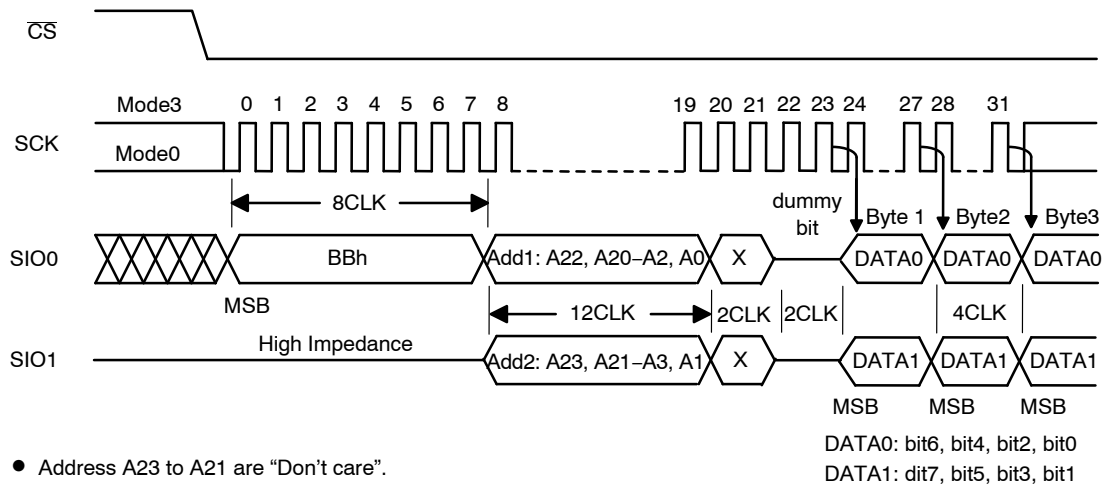 CS
Mode3 0 1 2 3 4 5 6 7 8 19 20 21 22 23 24 27 28 31
SCK
Mode0
8CLK
dummy
bit
Byte 1 Byte2 Byte3
SIO0 BBh Add1: A22, A20−A2, A0 X DATA0 DATA0 DATA0
MSB
12CLK 2CLK 2CLK 4CLK
High Impedance
SIO1 Add2: A23, A21−A3, A1 X DATA1 DATA1 DATA1
MSB MSB MSB
DATA0: bit6, bit4, bit2, bit0
● Address A23 to A21 are “Don’t care”.
DATA1: dit7, bit5, bit3, bit1